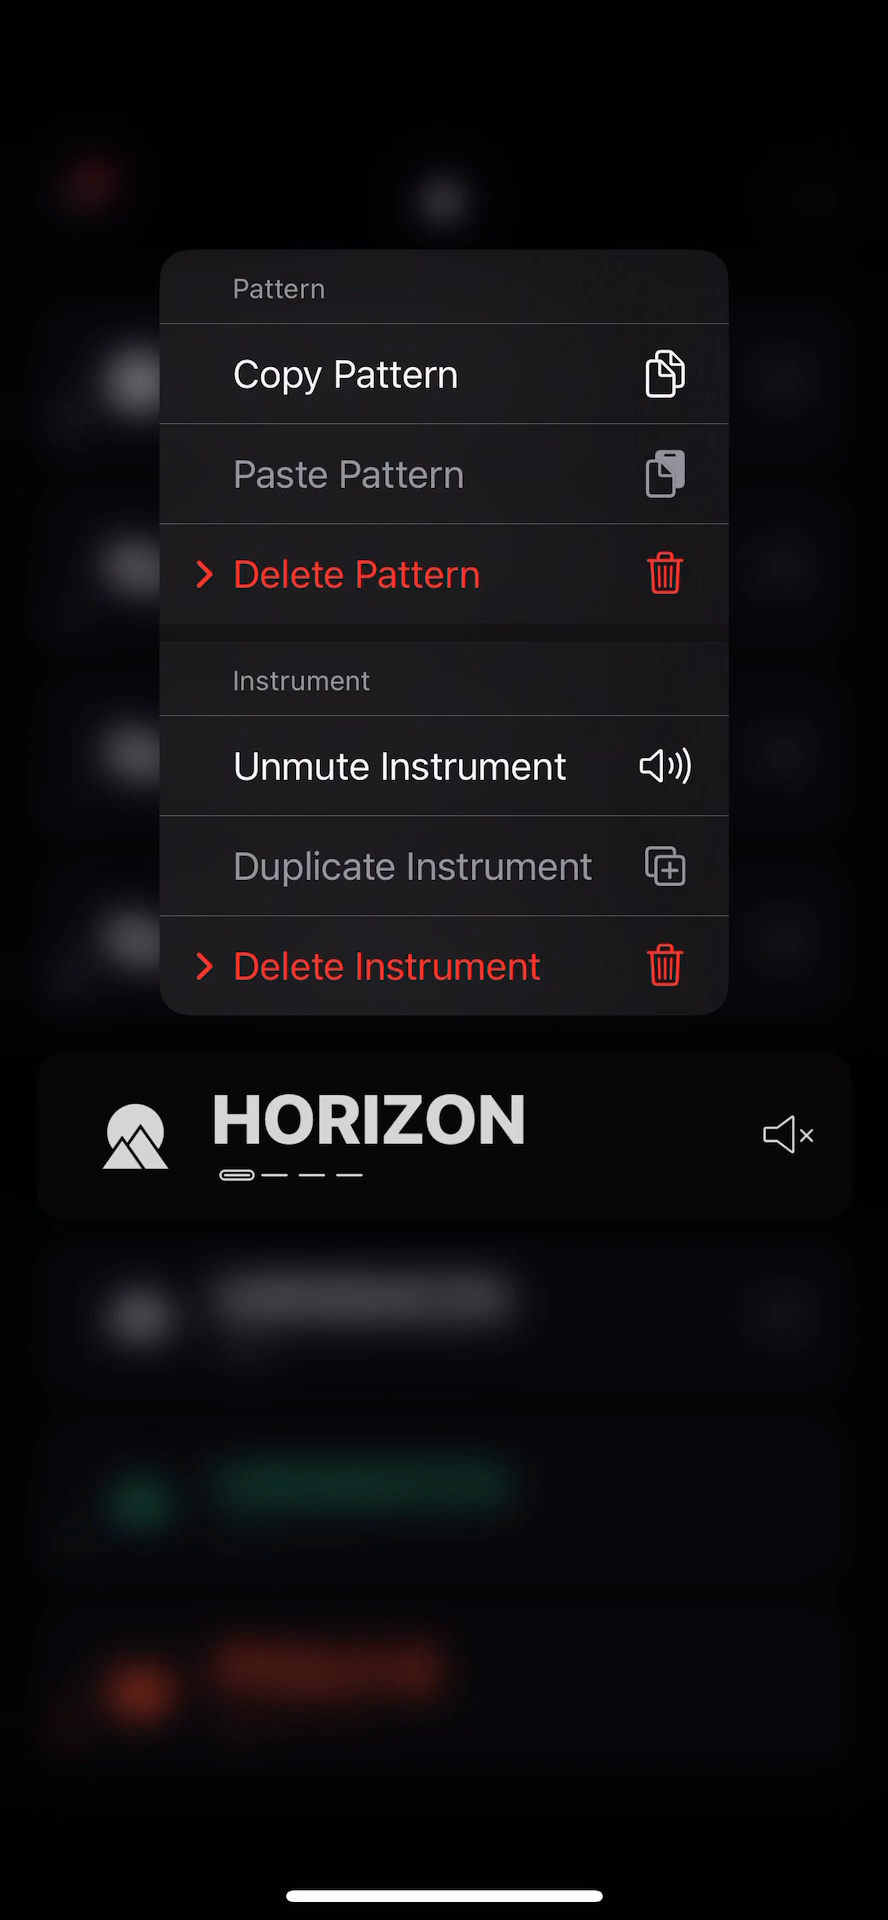 Pattern
Copy Pattern
Paste Pattern
Delete Pattern
Instrument
Unmute Instrument
Duplicate Instrument
Delete Instrument
HORIZON